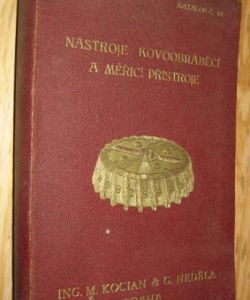 KATALOG Č. 10
NÁSTROJE KOVOOBRÁBĚCÍ
A MĚŘICÍ PŘÍSTROJE
ING. M. KOCIAN & G. NEDĚLA
PRAHA